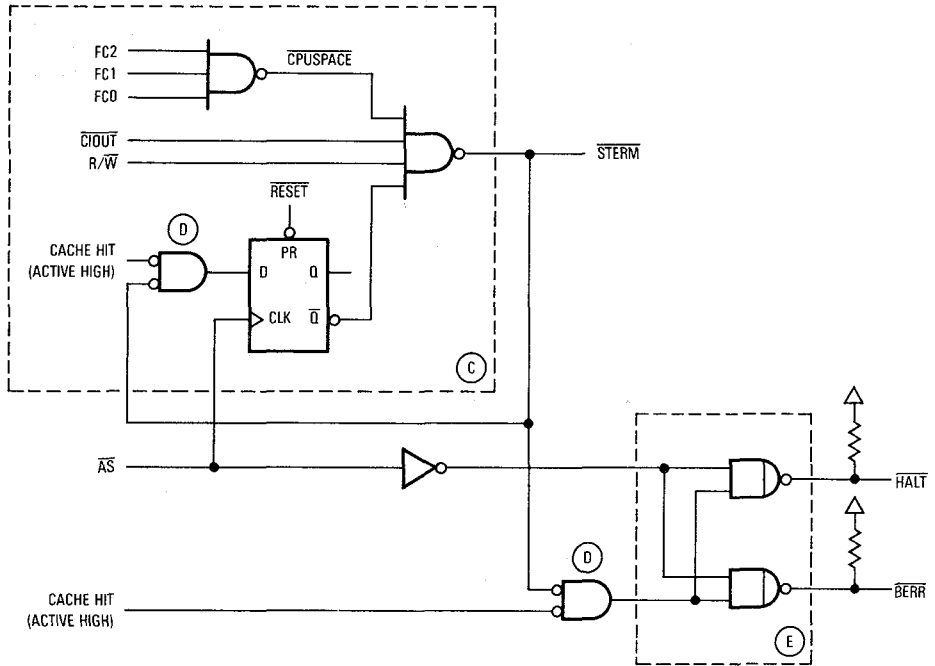 FC2
FC1
FC0
CPUSPACE
CIOUT
R/W
STERM
RESET
D
CACHE HIT
(ACTIVE HIGH)
PR
D
Q
CLK
Q
C
AS
HALT
D
BERR
CACHE HIT
(ACTIVE HIGH)
E